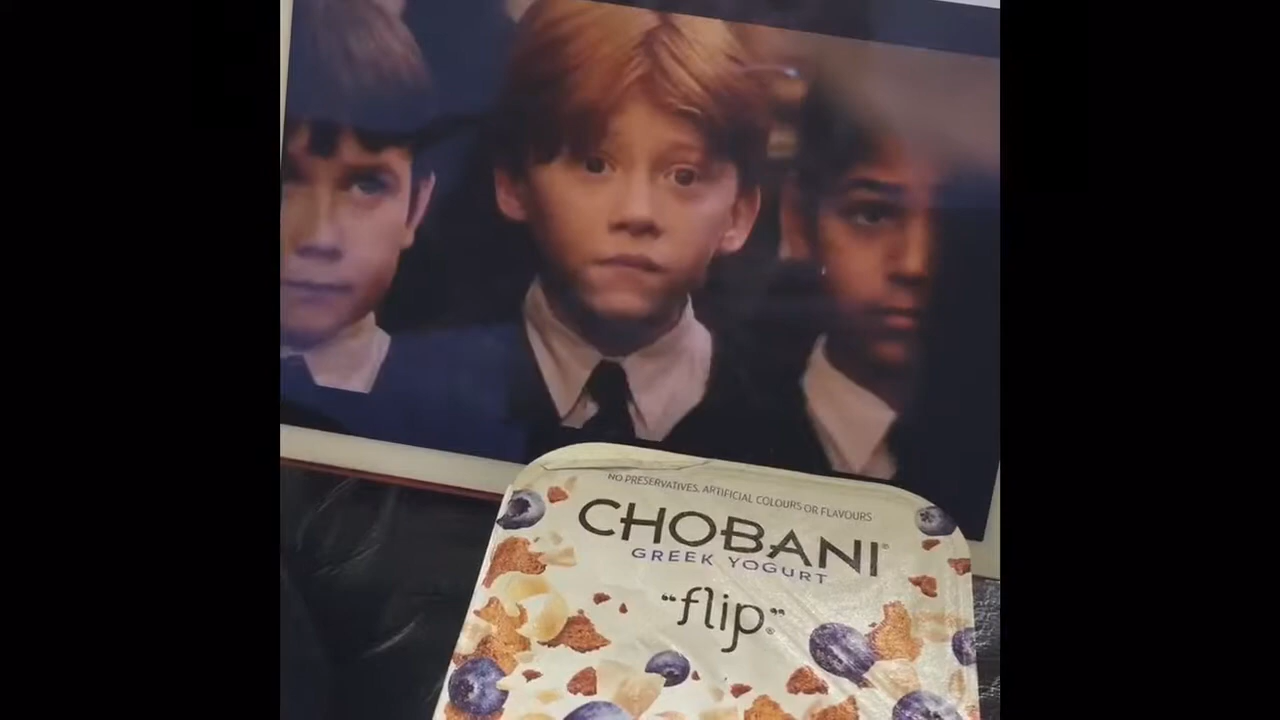 NO PRESERVATIVES, ARTIFICIAL COLOURS OR FLAVOURS
CHOBANI®
GREEK YOGURT
"flip"®